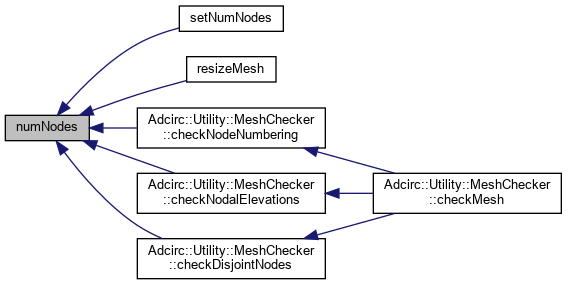 setNumNodes
resizeMesh
numNodes
Adcirc::Utility::MeshChecker
::checkNodeNumbering
Adcirc::Utility::MeshChecker
::checkNodalElevations
Adcirc::Utility::MeshChecker
::checkMesh
Adcirc::Utility::MeshChecker
::checkDisjointNodes